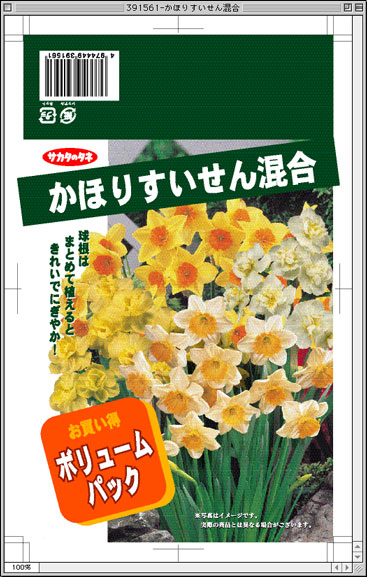 391561-かほりすいせん混合
4 974449 391561
サカタのタネ
かほりすいせん混合
球根は
まとめて植えると
きれいでにぎやか!
お買い得
ボリューム
パック
※写真はイメージです。
実際の商品とは異なる場合がございます。
100%